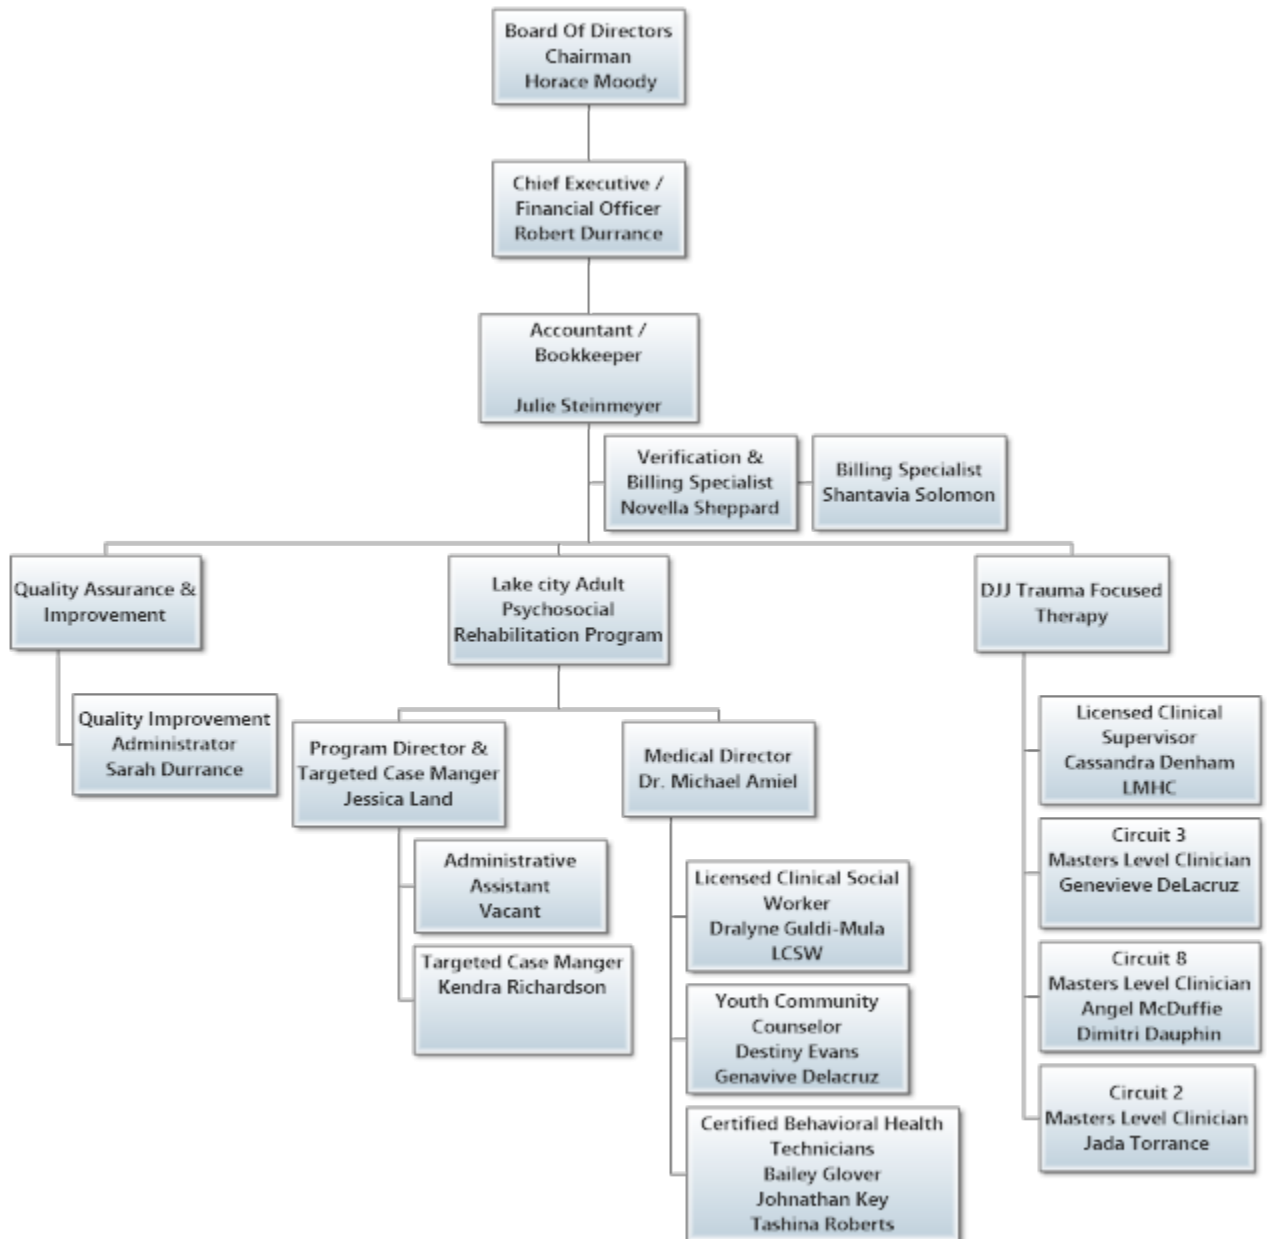 Board Of Directors
Chairman
Horace Moody
Chief Executive /
Financial Officer
Robert Durrance
Accountant /
Bookkeeper
Julie Steinmeyer
Verification &
Billing Specialist
Novella Sheppard
Billing Specialist
Shantavia Solomon
Quality Assurance &
Improvement
Quality Improvement
Administrator
Sarah Durrance
Lake city Adult
Psychosocial
Rehabilitation Program
Program Director &
Targeted Case Manger
Jessica Land
Administrative
Assistant
Vacant
Targeted Case Manger
Kendra Richardson
Medical Director
Dr. Michael Amiel
Licensed Clinical Social
Worker
Dralyne Guldi-Mula
LCSW
Youth Community
Counselor
Destiny Evans
Genavive Delacruz
Certified Behavioral Health
Technicians
Bailey Glover
Johnathan Key
Tashina Roberts
DJJ Trauma Focused
Therapy
Licensed Clinical
Supervisor
Cassandra Denham
LMHC
Circuit 3
Masters Level Clinician
Genevieve DeLacruz
Circuit 8
Masters Level Clinician
Angel McDuffie
Dimitri Dauphin
Circuit 2
Masters Level Clinician
Jada Torrance